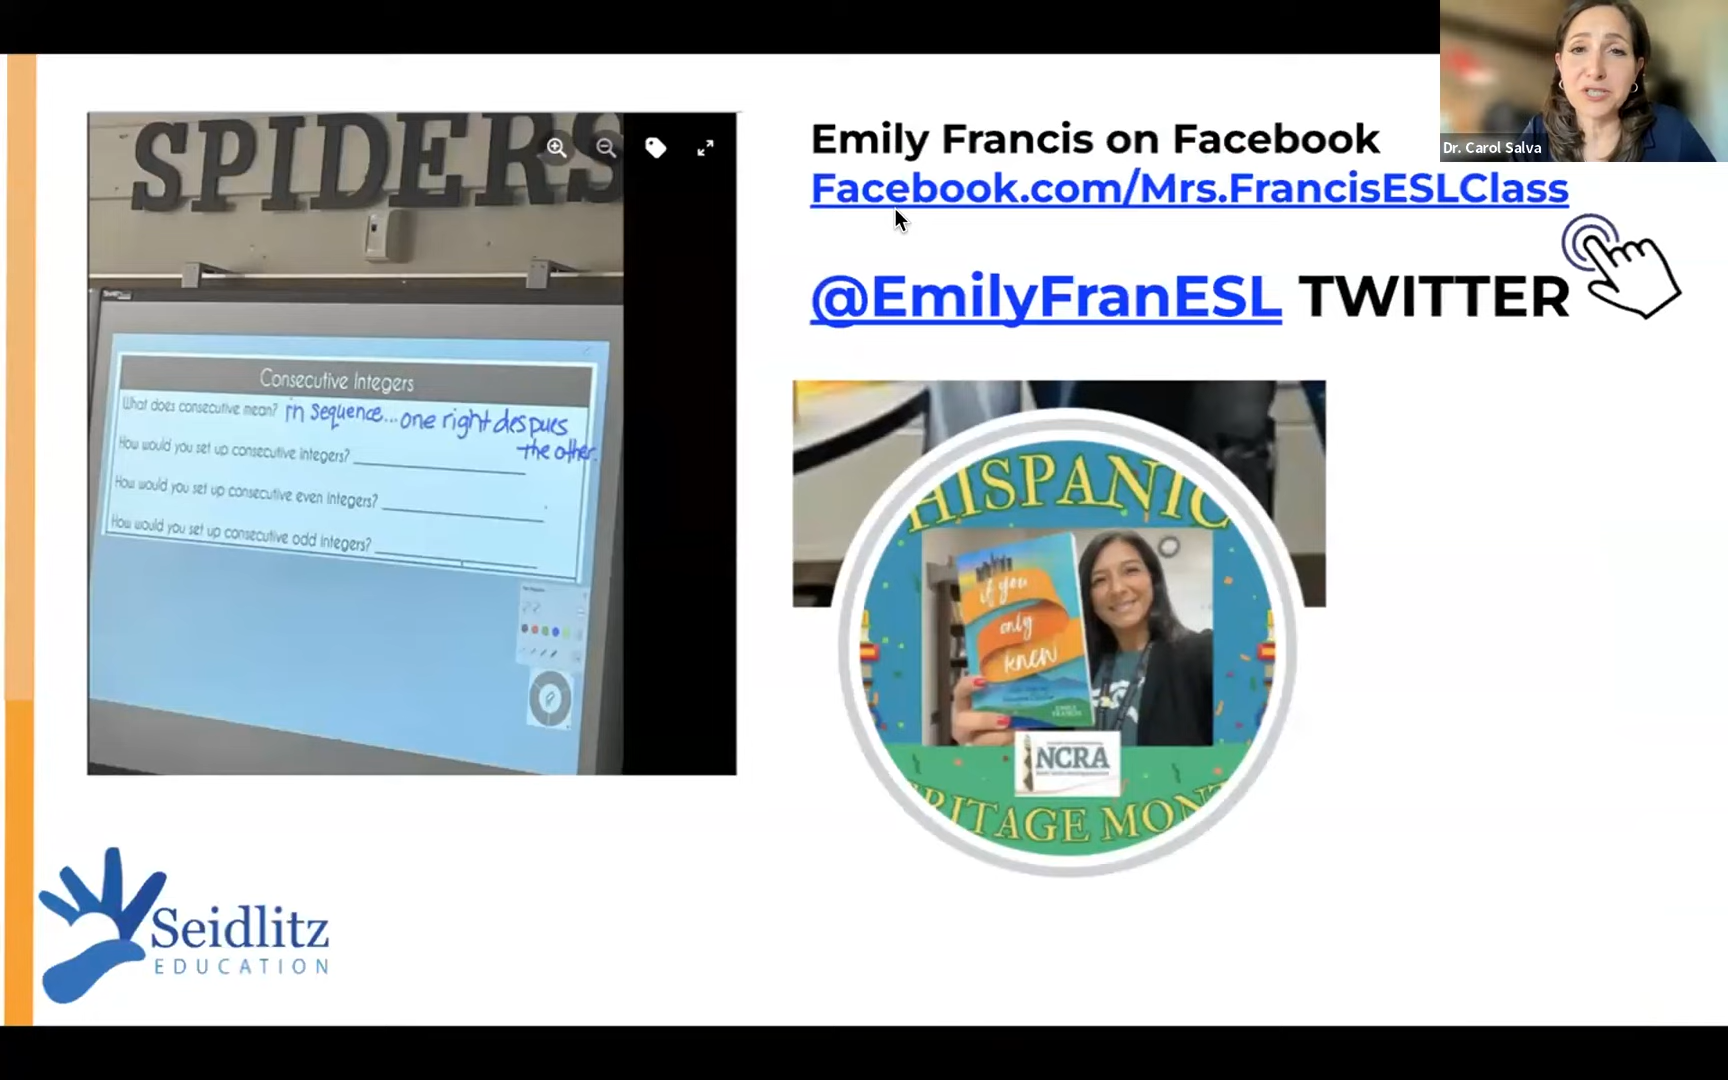 Dr. Carol Salva
Emily Francis on Facebook
Facebook.com/Mrs.FrancisESLClass
@EmilyFranESL TWITTER
SPIDERS
Consecutive Integers
What does consecutive mean? in sequence... one right despues
the other.
How would you set up consecutive integers?
How would you set up consecutive even integers?
How would you set up consecutive odd integers?
HISPANIC
if you
only
knew
EMILY
FRANCIS
NCRA
RITAGE MON
Seidlitz
EDUCATION